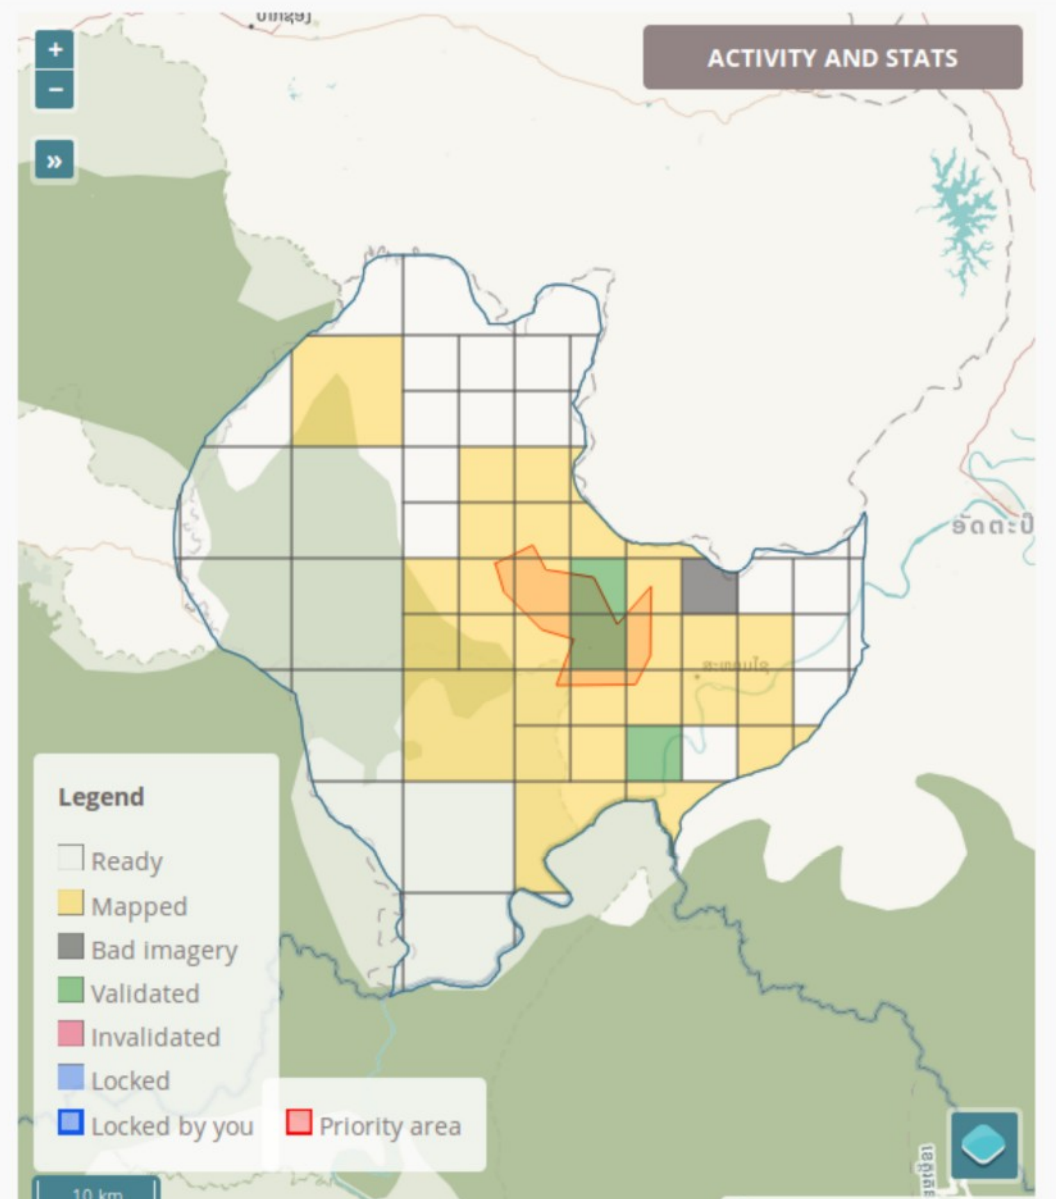 +
ACTIVITY AND STATS
−
»
Legend
Ready
Mapped
Bad imagery
Validated
Invalidated
Locked
Locked by you
Priority area
10 km